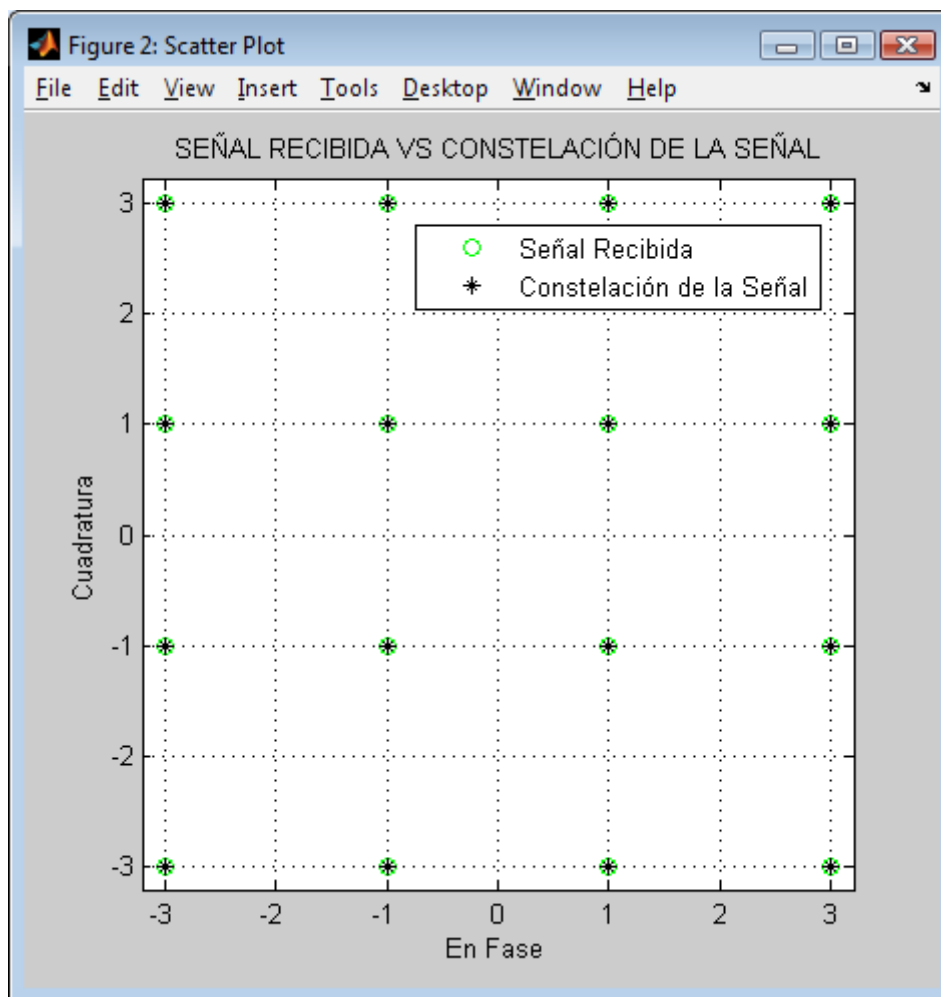 Figure 2: Scatter Plot
File Edit View Insert Tools Desktop Window Help
SEÑAL RECIBIDA VS CONSTELACIÓN DE LA SEÑAL
Señal Recibida
Constelación de la Señal
3
2
1
0
-1
-2
-3
Cuadratura
-3 -2 -1 0 1 2 3
En Fase